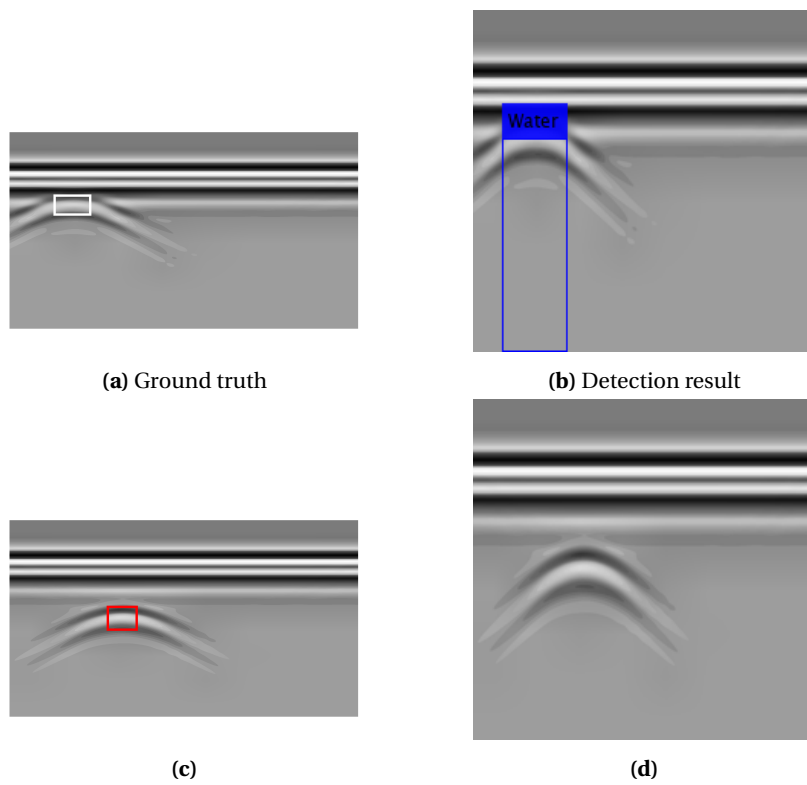 Water
(a) Ground truth
(b) Detection result
(c)
(d)